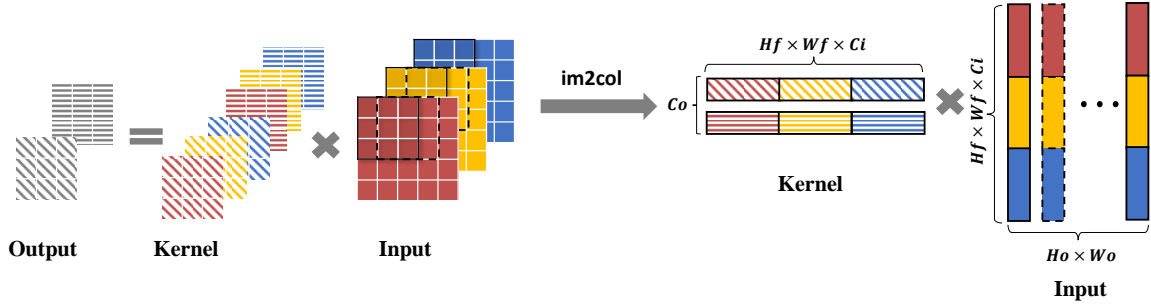 Output
=
Kernel
×
Input
im2col
Hf × Wf × Ci
Co
Kernel
×
Hf × Wf × Ci
• • •
Ho × Wo
Input